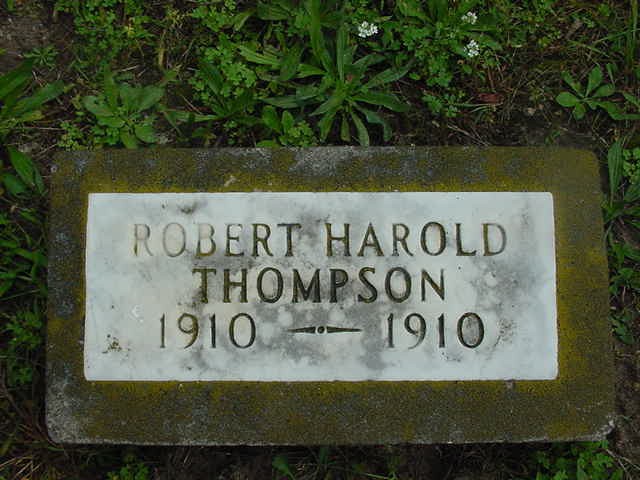 ROBERT HAROLD
THOMPSON
1910 — 1910